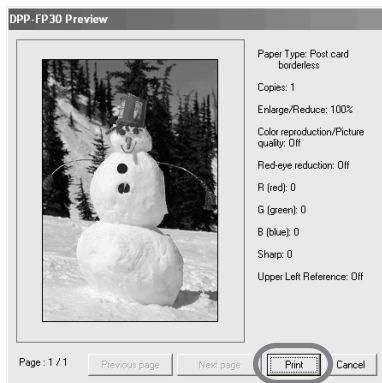 DPP-FP30 Preview
Paper Type: Post card
borderless
Copies: 1
Enlarge/Reduce: 100%
Color reproduction/Picture
quality: Off
Red-eye reduction: Off
R (red): 0
G (green): 0
B (blue): 0
Sharp: 0
Upper Left Reference: Off
Page : 1 / 1
Previous page
Next page
Print
Cancel